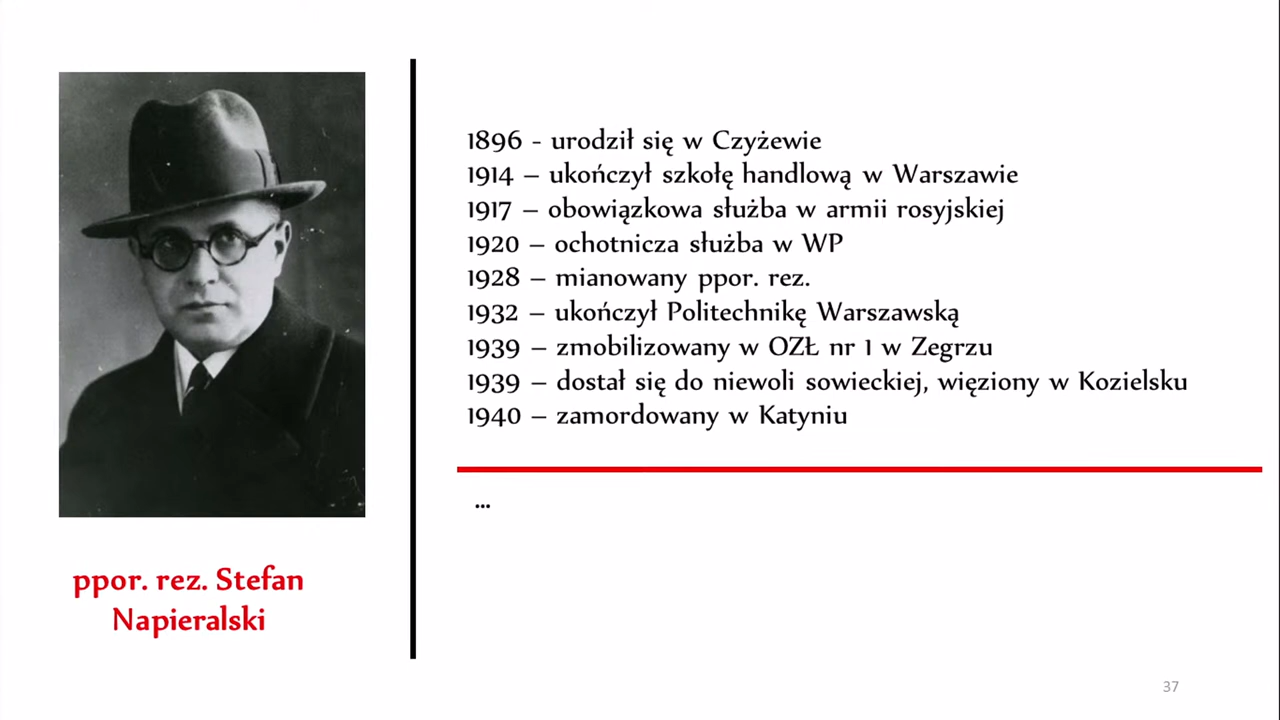 1896 - urodził się w Czyżewie
1914 – ukończył szkołę handlową w Warszawie
1917 – obowiązkowa służba w armii rosyjskiej
1920 – ochotnicza służba w WP
1928 – mianowany ppor. rez.
1932 – ukończył Politechnikę Warszawską
1939 – zmobilizowany w OZŁ nr 1 w Zegrzu
1939 – dostał się do niewoli sowieckiej, więziony w Kozielsku
1940 – zamordowany w Katyniu
...
ppor. rez. Stefan
Napieralski
37